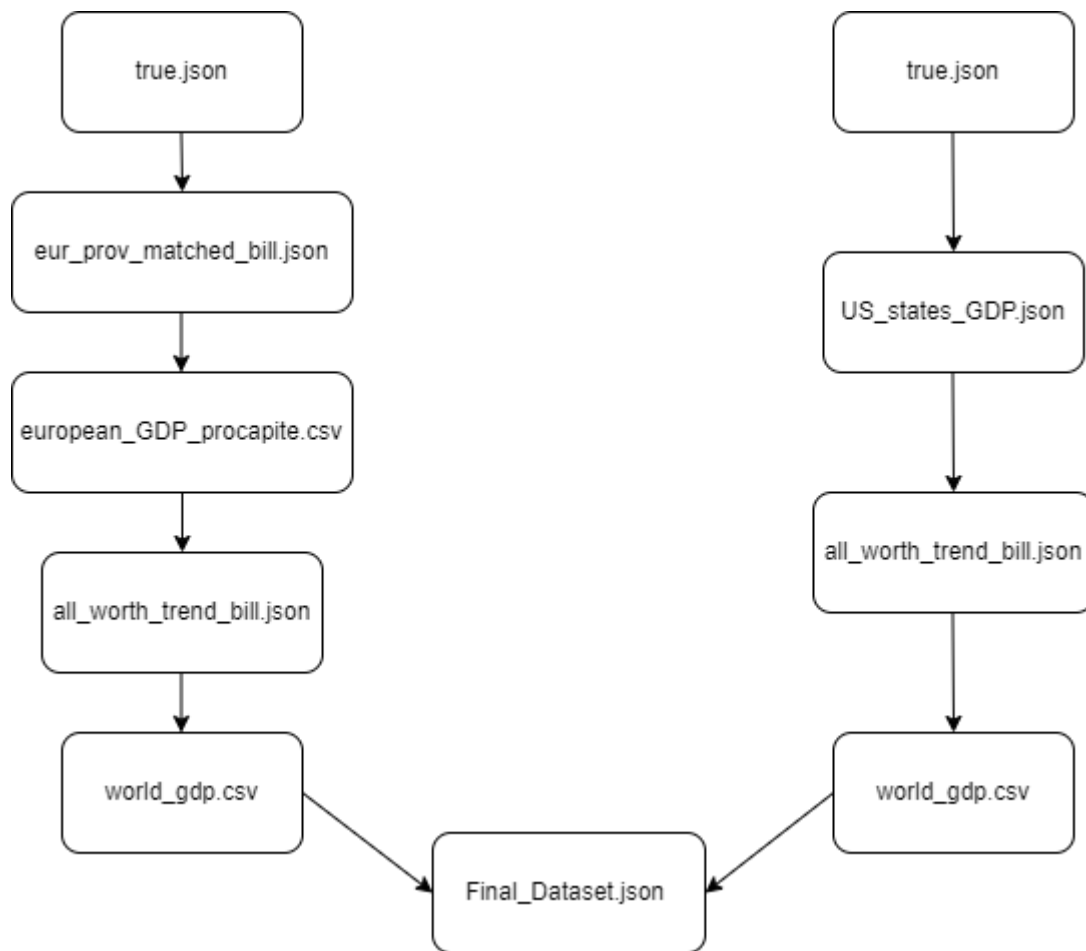 true.json
true.json
eur_prov_matched_bill.json
US_states_GDP.json
european_GDP_procapite.csv
all_worth_trend_bill.json
all_worth_trend_bill.json
world_gdp.csv
world_gdp.csv
Final_Dataset.json